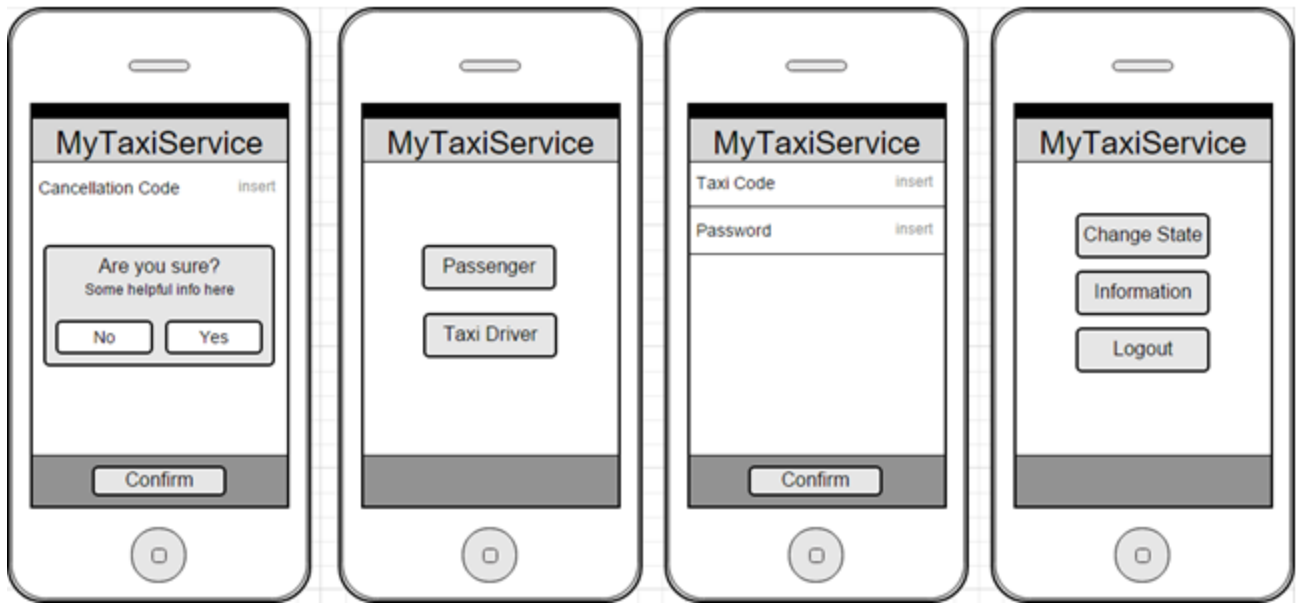 MyTaxiService
Cancellation Code insert
Are you sure?
Some helpful info here
No Yes
Confirm
MyTaxiService
Passenger
Taxi Driver
MyTaxiService
Taxi Code insert
Password insert
Confirm
MyTaxiService
Change State
Information
Logout